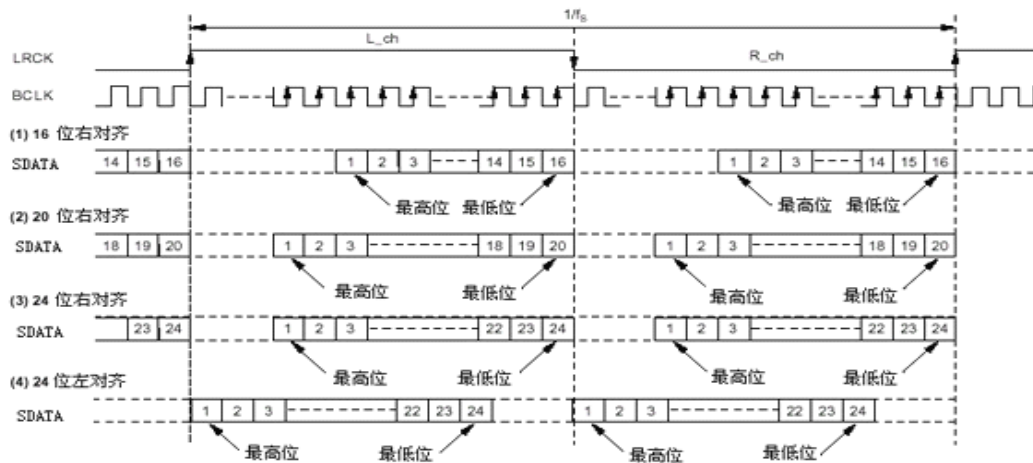 1/fs
L_ch
R_ch
LRCK
BCLK
(1) 16 位右对齐
SDATA 14 15 16 1 2 3 14 15 16 1 2 3 14 15 16
最高位 最低位 最高位 最低位
(2) 20 位右对齐
SDATA 18 19 20 1 2 3 18 19 20 1 2 3 18 19 20
最高位 最低位 最高位 最低位
(3) 24 位右对齐
SDATA 23 24 1 2 3 22 23 24 1 2 3 22 23 24
最高位 最低位 最高位 最低位
(4) 24 位左对齐
SDATA 1 2 3 22 23 24 1 2 3 22 23 24
最高位 最低位 最高位 最低位